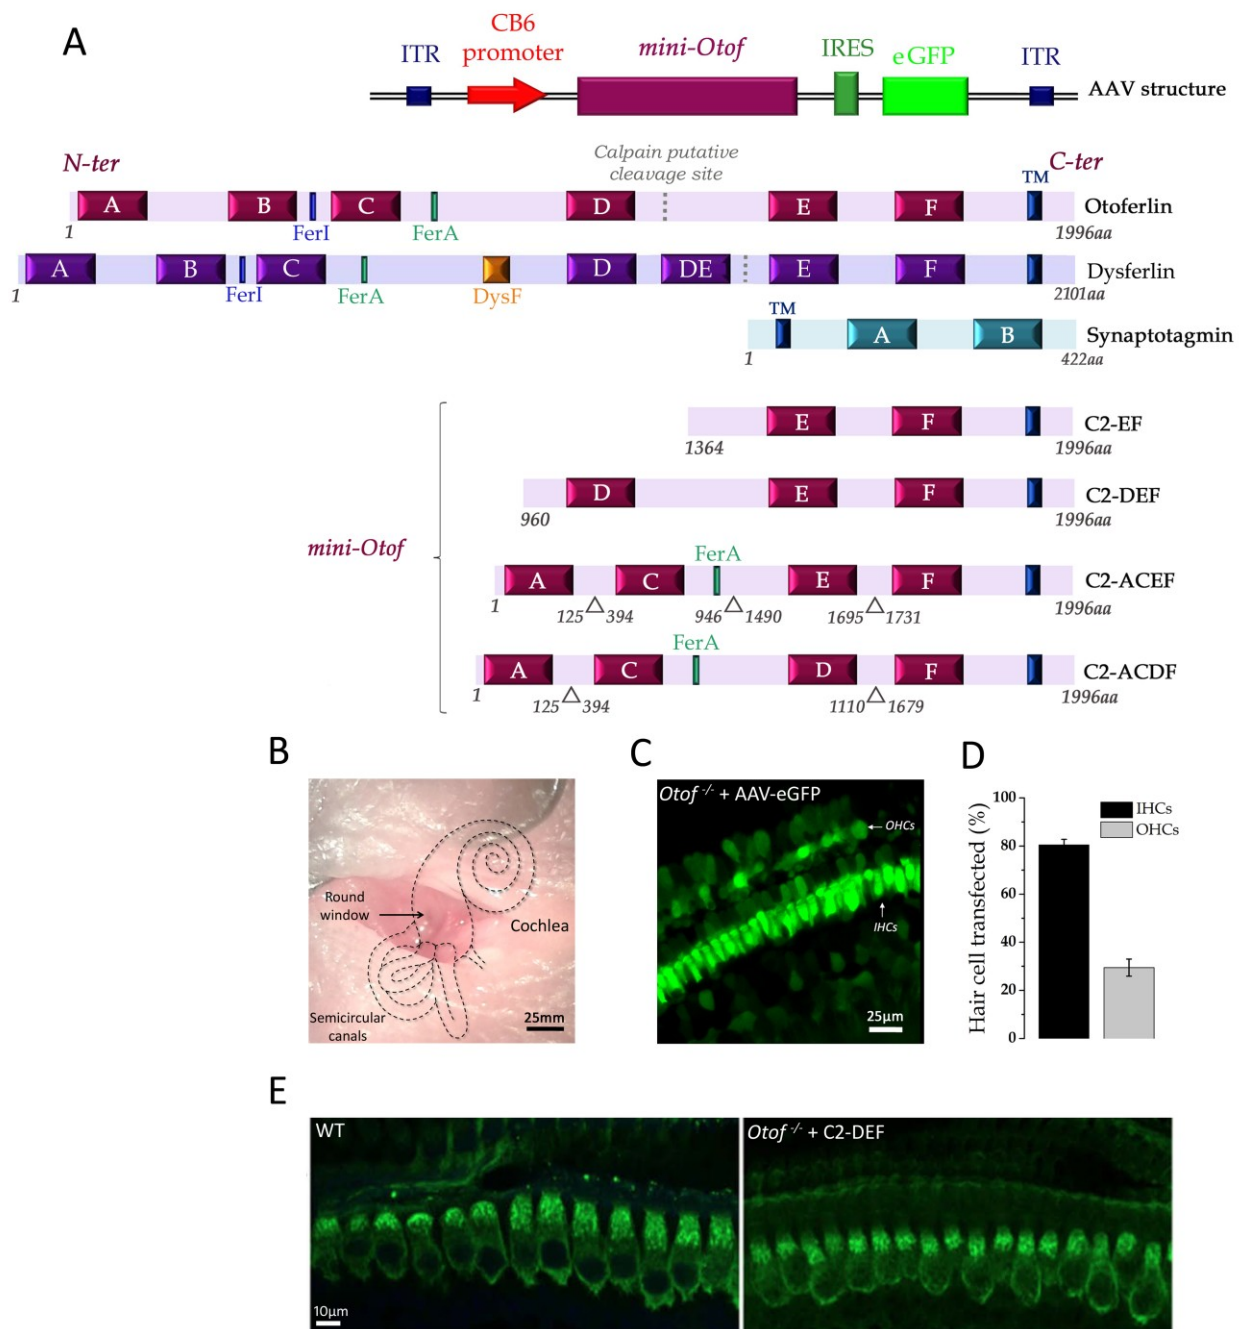 A
ITR
CB6
promoter
mini-Otof
IRES
eGFP
ITR
AAV structure
N-ter
Calpain putative
cleavage site
C-ter
TM
A
B
C
D
E
F
Otoferlin
1
FerI
FerA
1996aa
A
B
C
D
DE
E
F
Dysferlin
1
FerI
FerA
DysF
2101aa
TM
A
B
Synaptotagmin
1
422aa
E
F
C2-EF
1364
1996aa
D
E
F
C2-DEF
960
1996aa
mini-Otof
FerA
A
C
E
F
C2-ACEF
1
125 △ 394
946 △ 1490
1695 △ 1731
1996aa
FerA
A
C
D
F
C2-ACDF
1
125 △ 394
1110 △ 1679
1996aa
B
Round
window
Cochlea
Semicircular
canals
25mm
C
Otof -/- + AAV-eGFP
OHCs
IHCs
25µm
D
Hair cell transfected (%)
100
80
60
40
20
0
IHCs
OHCs
E
WT
10µm
Otof -/- + C2-DEF